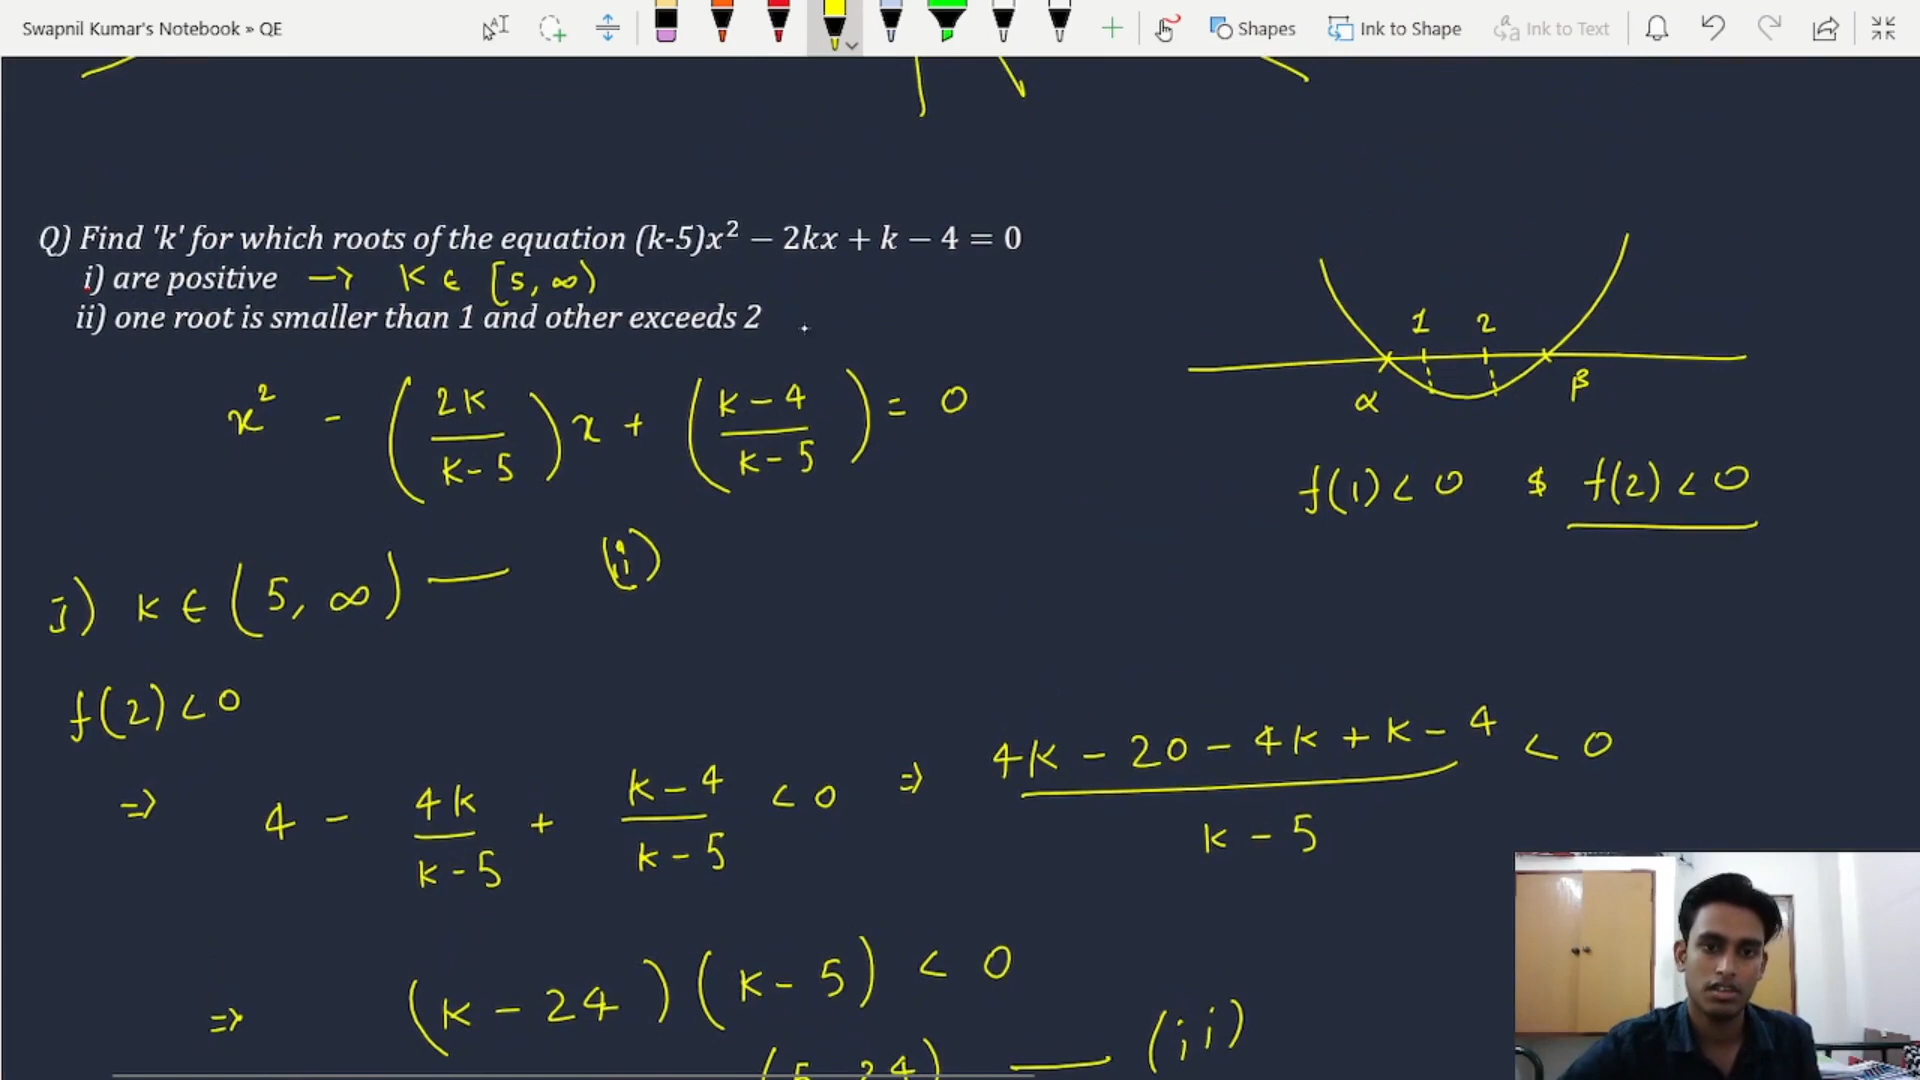 Swapnil Kumar's Notebook » QE
Shapes
Ink to Shape
Ink to Text
Q) Find 'k' for which roots of the equation (k-5)x² − 2kx + k − 4 = 0
i) are positive → K ∈ [5, ∞)
ii) one root is smaller than 1 and other exceeds 2
1 2
α β
x² - (2K/K-5)x + (k-4/k-5) = 0
f(1) < 0 & f(2) < 0
i) K ∈ (5, ∞) — (i)
f(2) < 0
=> 4 - 4K/k-5 + k-4/k-5 < 0 => 4K - 20 - 4K + K - 4/k-5 < 0
=> (K - 24)(K - 5) < 0
(5, 24) — (ii)